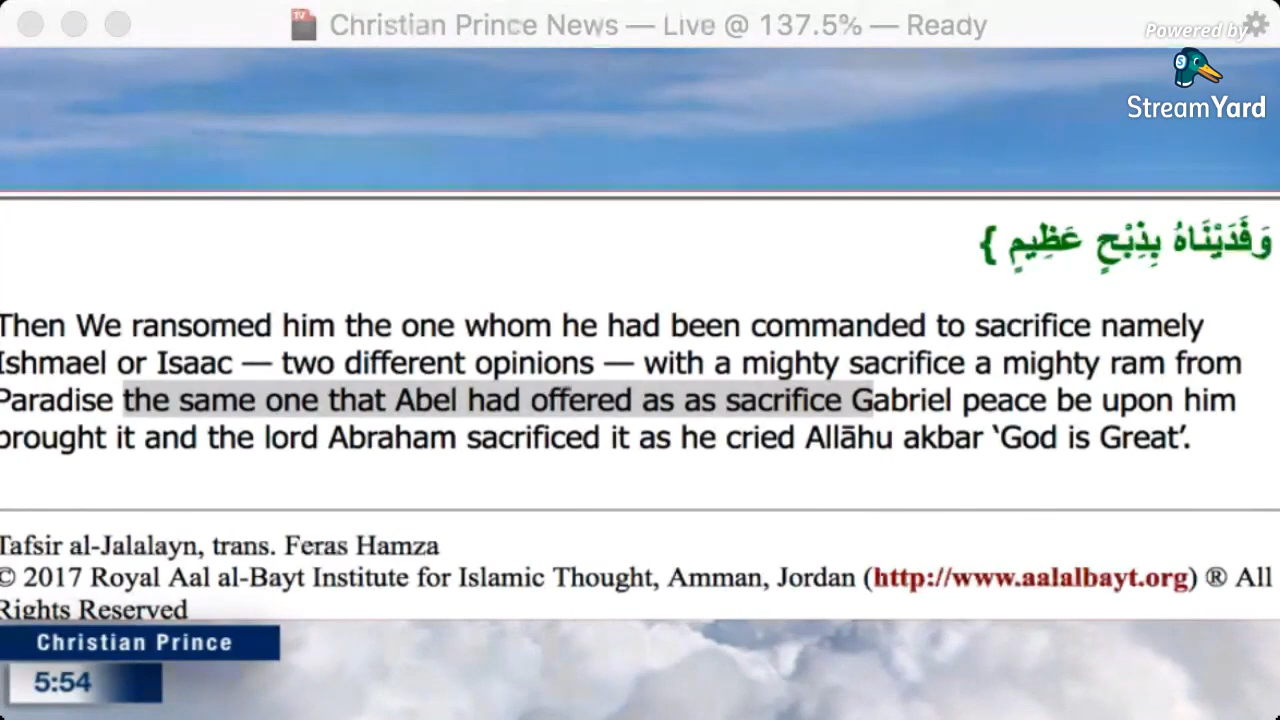 Christian Prince News — Live @ 137.5% — Ready
Powered by
StreamYard
وَفَدَيْنَاهُ بِذِبْحٍ عَظِيمٍ }
Then We ransomed him the one whom he had been commanded to sacrifice namely
Ishmael or Isaac — two different opinions — with a mighty sacrifice a mighty ram from
Paradise the same one that Abel had offered as as sacrifice Gabriel peace be upon him
brought it and the lord Abraham sacrificed it as he cried Allāhu akbar ‘God is Great’.
Tafsir al-Jalalayn, trans. Feras Hamza
© 2017 Royal Aal al-Bayt Institute for Islamic Thought, Amman, Jordan (http://www.aalalbayt.org) ® All
Rights Reserved
Christian Prince
5:54